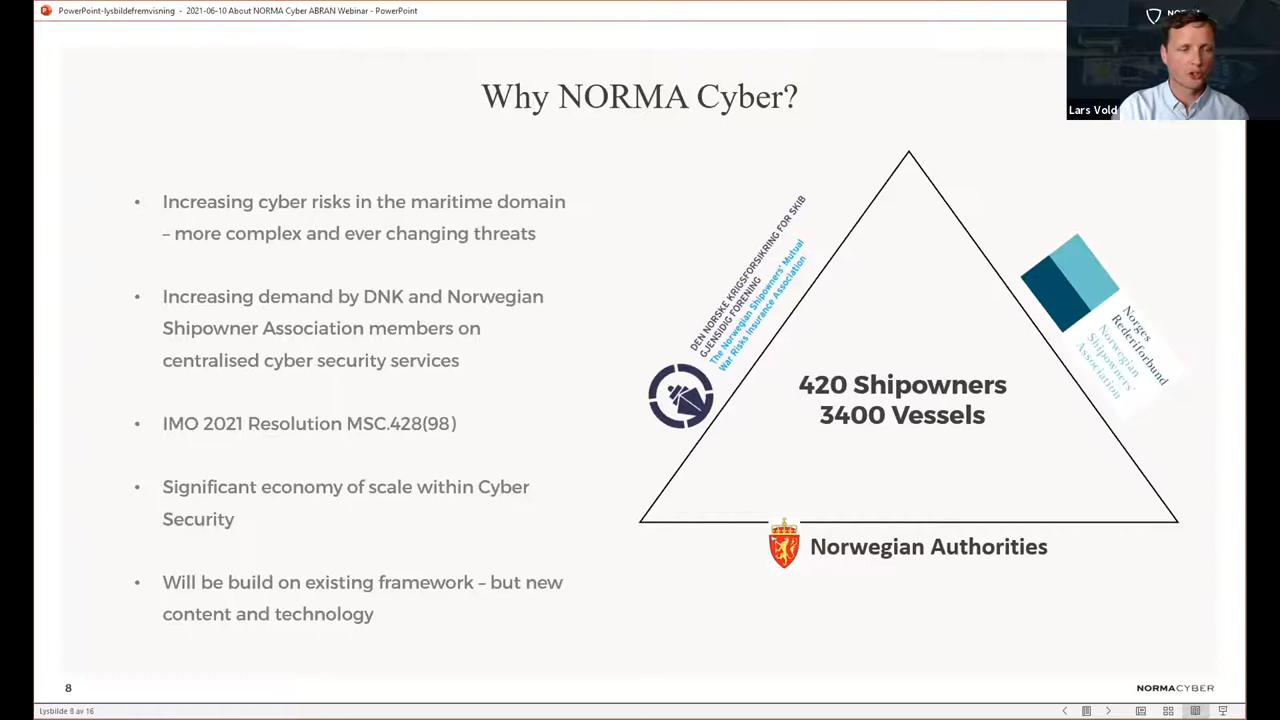 PowerPoint-lysbildefremvisning - 2021-06-10 About NORMA Cyber ABRAN Webinar - PowerPoint
Lars Vold
Why NORMA Cyber?
• Increasing cyber risks in the maritime domain
– more complex and ever changing threats
• Increasing demand by DNK and Norwegian
Shipowner Association members on
centralised cyber security services
• IMO 2021 Resolution MSC.428(98)
• Significant economy of scale within Cyber
Security
• Will be build on existing framework – but new
content and technology
DEN NORSKE KRIGSFORSIKRING FOR SKIB
GJENSIDIG FORENING
The Norwegian Shipowners' Mutual
War Risks Insurance Association
Norges
Rederiforbund
Norwegian
Shipowners'
Association
420 Shipowners
3400 Vessels
Norwegian Authorities
8
NORMACYBER
Lysbilde 8 av 16